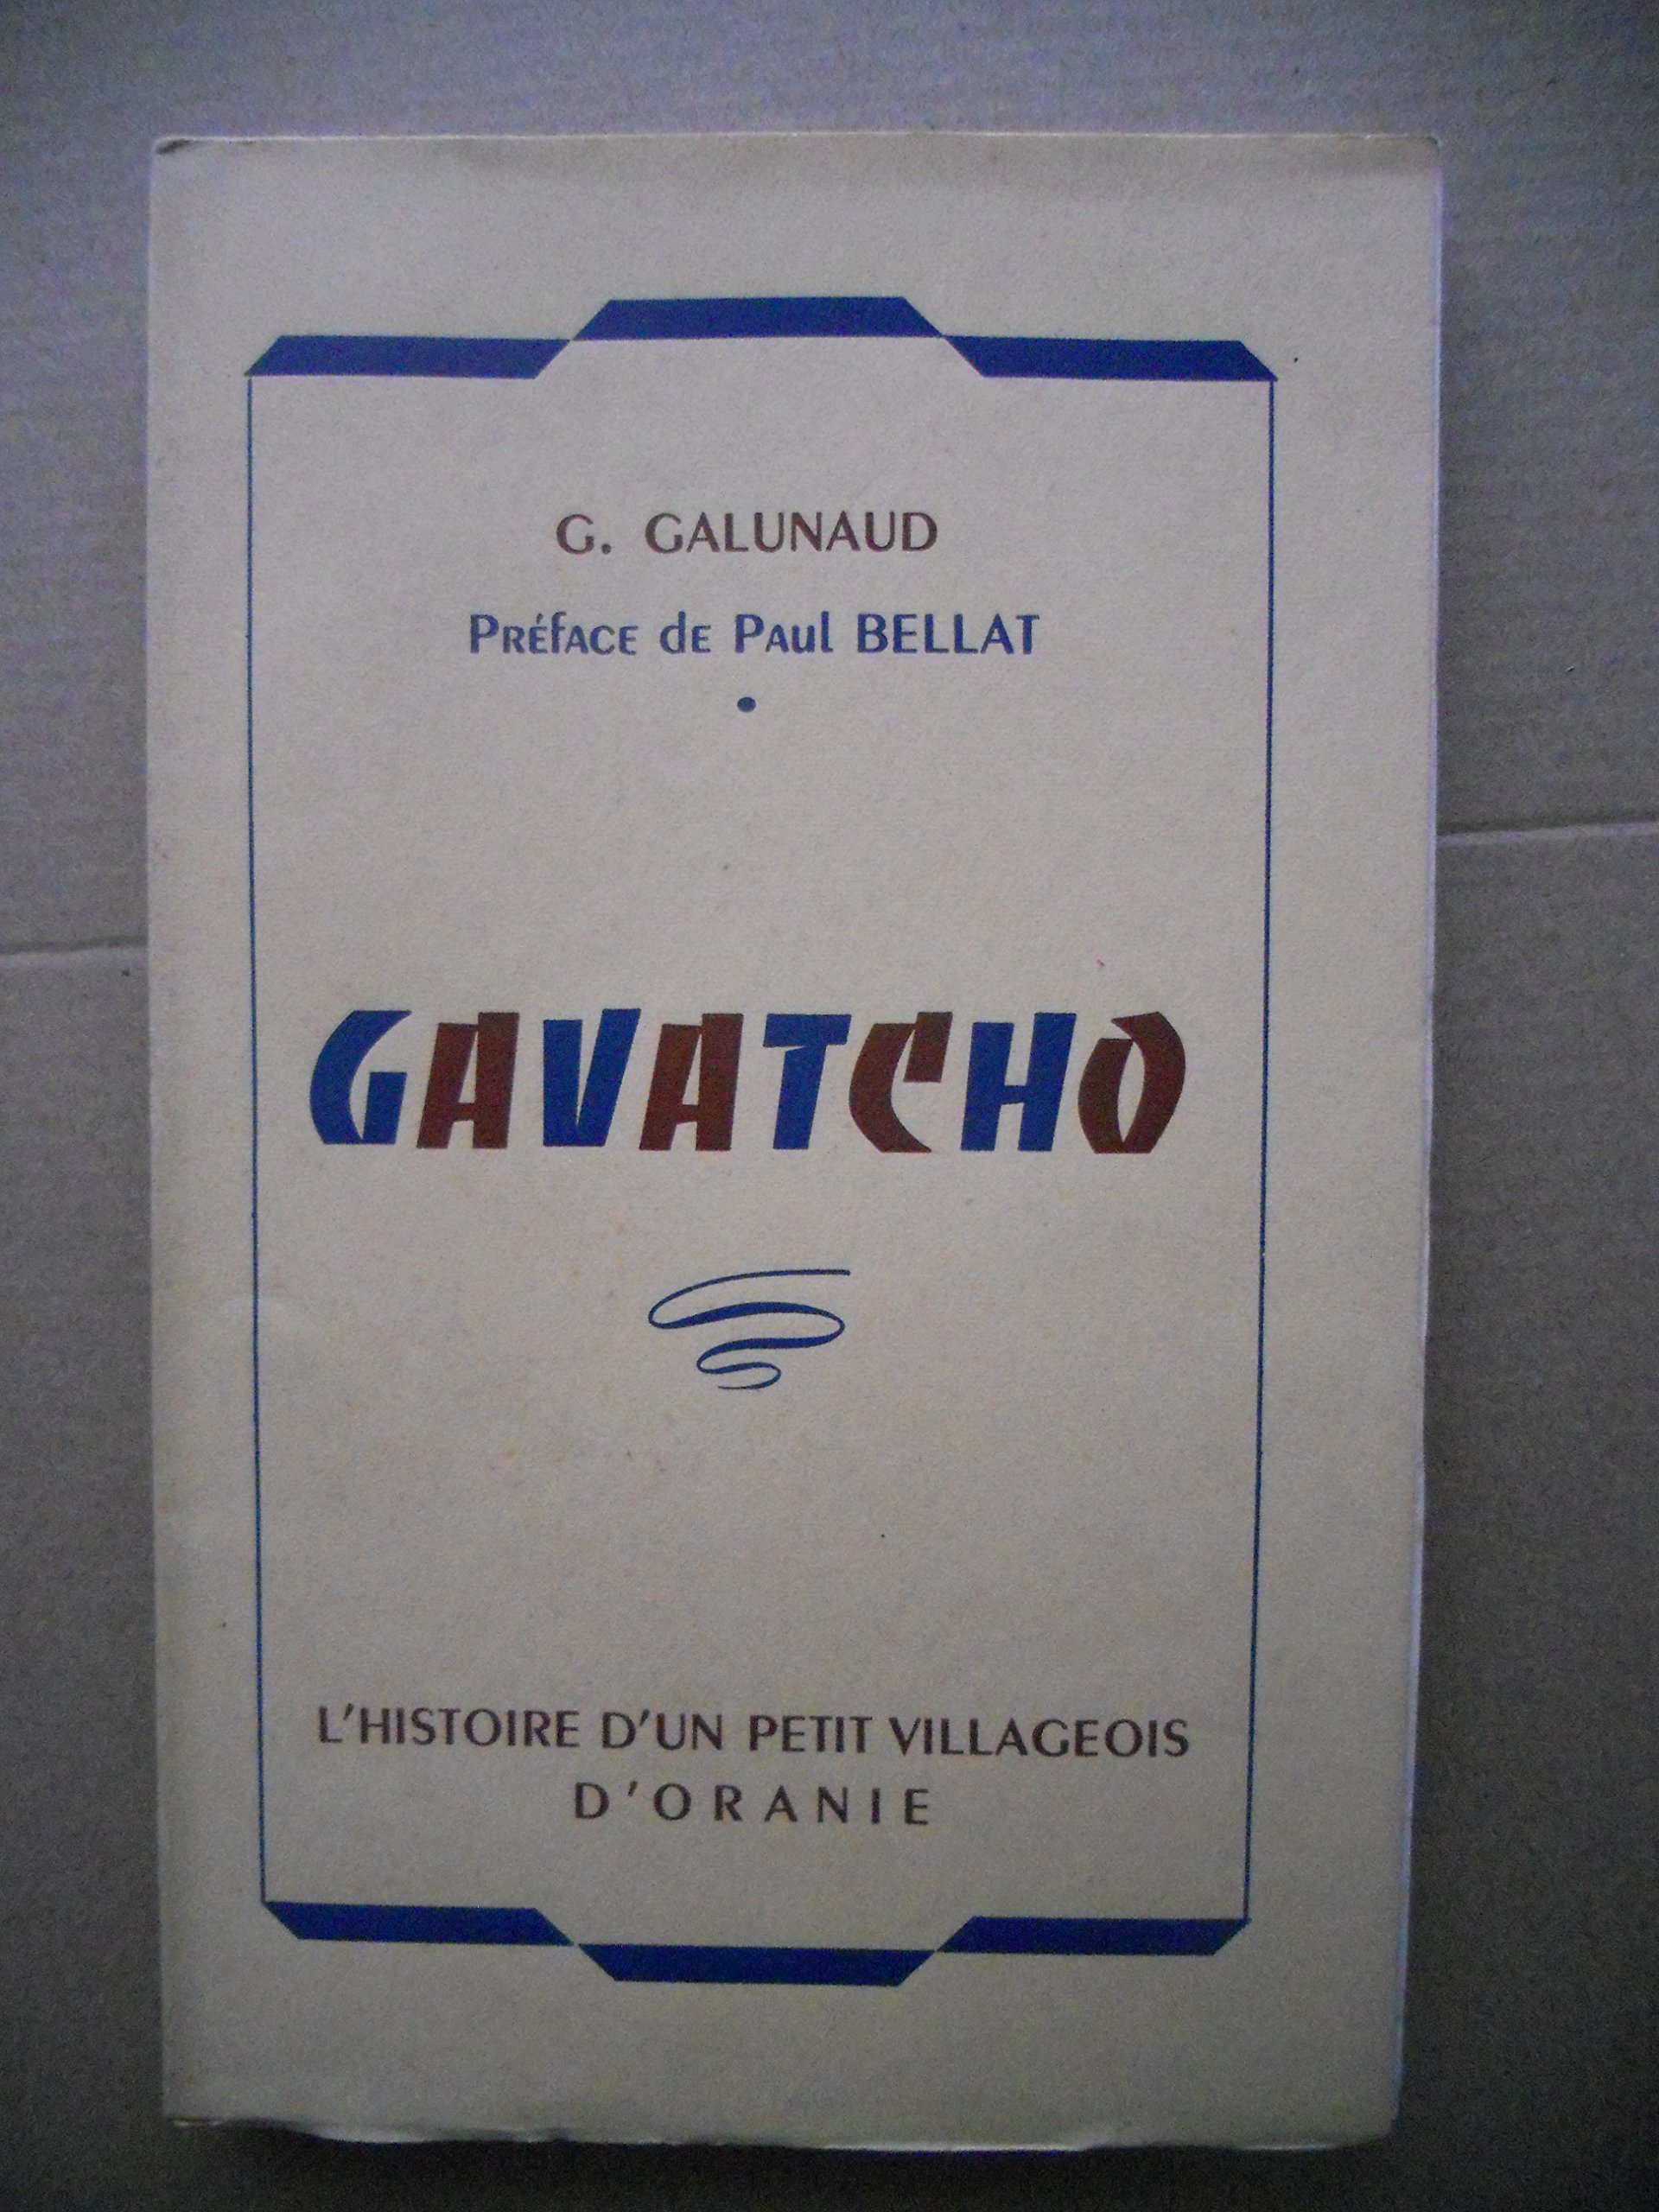 G. GALUNAUD
PRÉFACE dE PAul BELLAT
GAVATCHO
L'HISTOIRE D'UN PETIT VILLAGEOIS
D'ORANIE